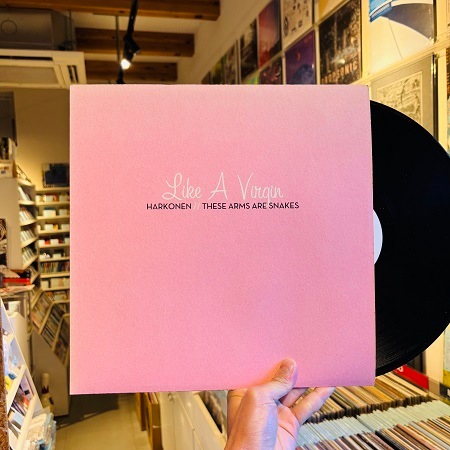 Like A Virgin
HARKONEN THESE ARMS ARE SNAKES